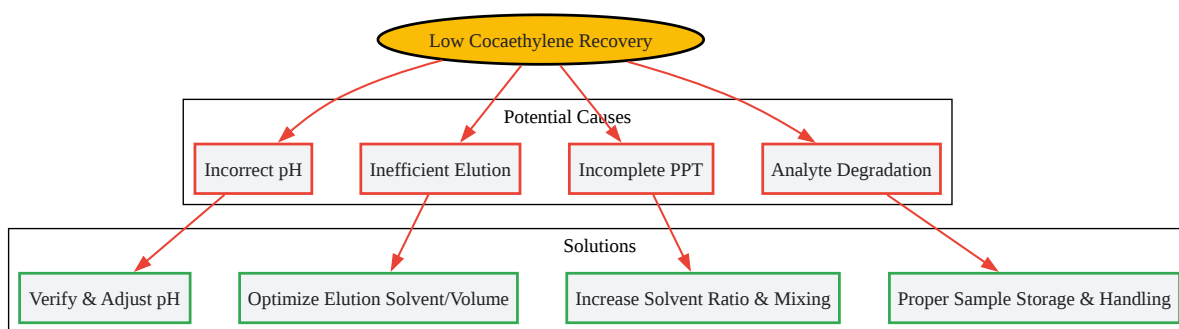 Low Cocaethylene Recovery
Potential Causes
Incorrect pH
Inefficient Elution
Incomplete PPT
Analyte Degradation
Solutions
Verify & Adjust pH
Optimize Elution Solvent/Volume
Increase Solvent Ratio & Mixing
Proper Sample Storage & Handling